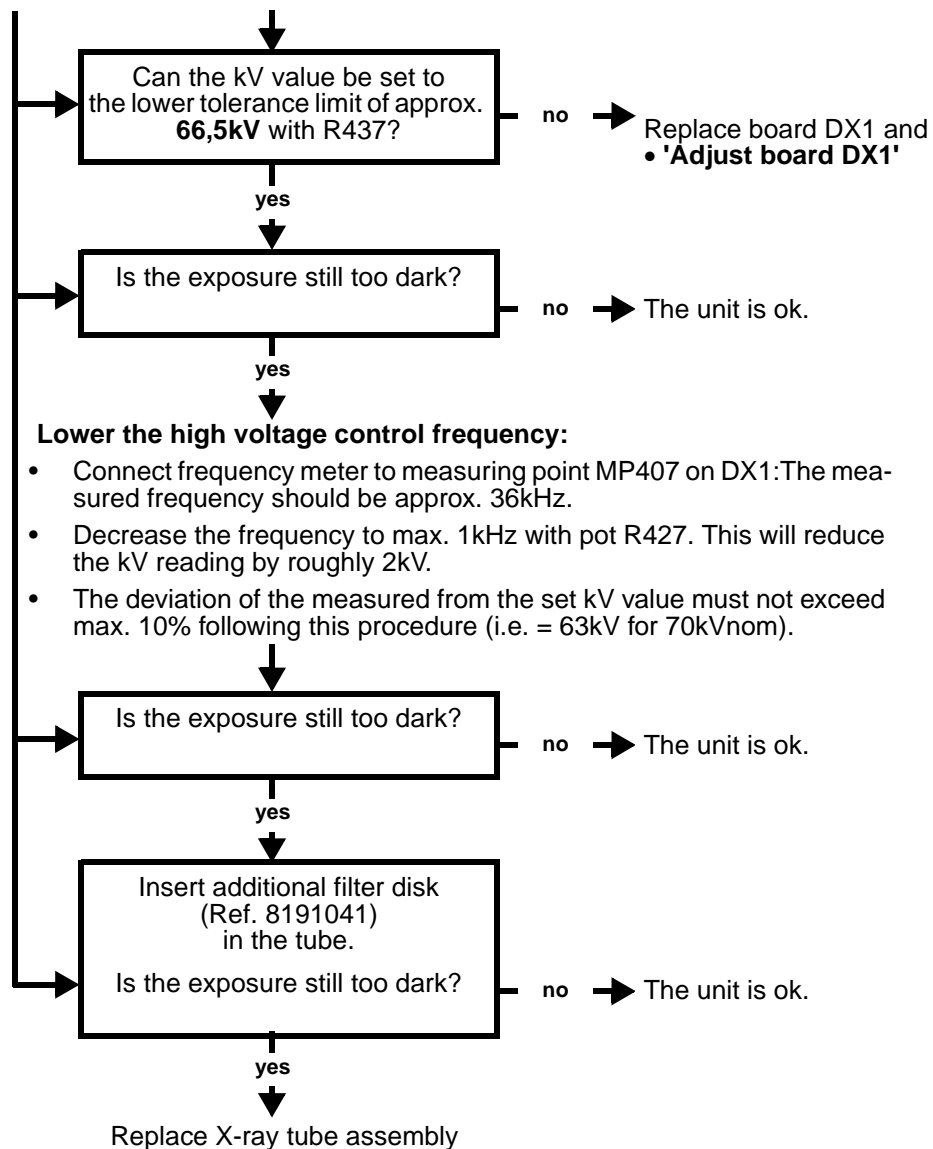 Can the kV value be set to
the lower tolerance limit of approx.
66,5kV with R437?
no
Replace board DX1 and
• 'Adjust board DX1'
yes
Is the exposure still too dark?
no
The unit is ok.
yes
Lower the high voltage control frequency:
• Connect frequency meter to measuring point MP407 on DX1:The mea-
sured frequency should be approx. 36kHz.
• Decrease the frequency to max. 1kHz with pot R427. This will reduce
the kV reading by roughly 2kV.
• The deviation of the measured from the set kV value must not exceed
max. 10% following this procedure (i.e. = 63kV for 70kVnom).
Is the exposure still too dark?
no
The unit is ok.
yes
Insert additional filter disk
(Ref. 8191041)
in the tube.
Is the exposure still too dark?
no
The unit is ok.
yes
Replace X-ray tube assembly